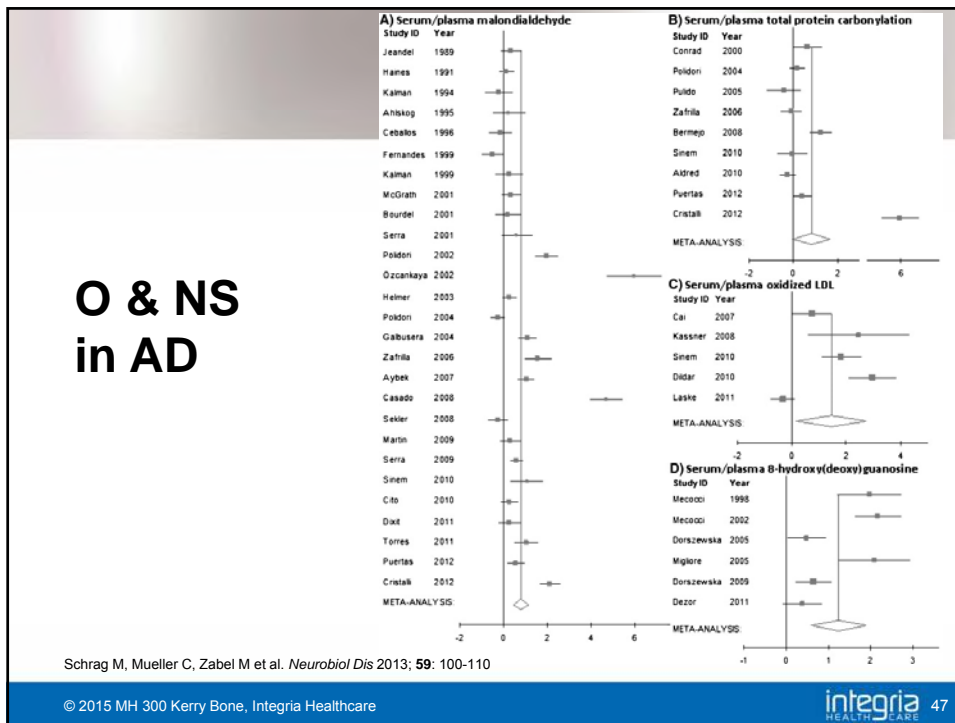 O & NS
in AD
A) Serum/plasma malondialdehyde
Study ID Year
Jeandel 1989
Haines 1991
Kalman 1994
Ahlskog 1995
Ceballos 1996
Fernandes 1999
Kalman 1999
McGrath 2001
Bourdel 2001
Serra 2001
Polidori 2002
Ozcankaya 2002
Helmer 2003
Polidori 2004
Galbusera 2004
Zafrilla 2006
Aybek 2007
Casado 2008
Sekler 2008
Martin 2009
Serra 2009
Sinem 2010
Cito 2010
Dixit 2011
Torres 2011
Puertas 2012
Cristalli 2012
META-ANALYSIS:
-2 0 2 4 6
B) Serum/plasma total protein carbonylation
Study ID Year
Conrad 2000
Polidori 2004
Pulido 2005
Zafrilla 2006
Bermejo 2008
Sinem 2010
Aldred 2010
Puertas 2012
Cristalli 2012
META-ANALYSIS:
-2 0 2 6
C) Serum/plasma oxidized LDL
Study ID Year
Cai 2007
Kassner 2008
Sinem 2010
Dildar 2010
Laske 2011
META-ANALYSIS:
-2 0 2 4
D) Serum/plasma 8-hydroxy(deoxy)guanosine
Study ID Year
Mecocci 1998
Mecocci 2002
Dorszewska 2005
Migliore 2005
Dorszewska 2009
Dezor 2011
META-ANALYSIS:
-1 0 1 2 3
Schrag M, Mueller C, Zabel M et al. Neurobiol Dis 2013; 59: 100-110
© 2015 MH 300 Kerry Bone, Integria Healthcare
integria
HEALTHCARE
47